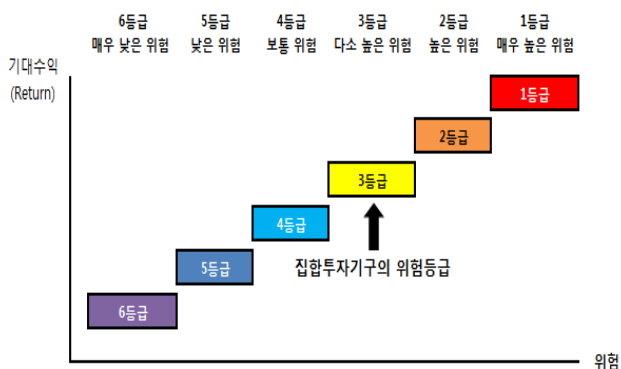 6등급 5등급 4등급 3등급 2등급 1등급
매우 낮은 위험 낮은 위험 보통 위험 다소 높은 위험 높은 위험 매우 높은 위험
기대수익
(Return)
1등급
2등급
3등급
4등급
5등급
6등급
집합투자기구의 위험등급
위험